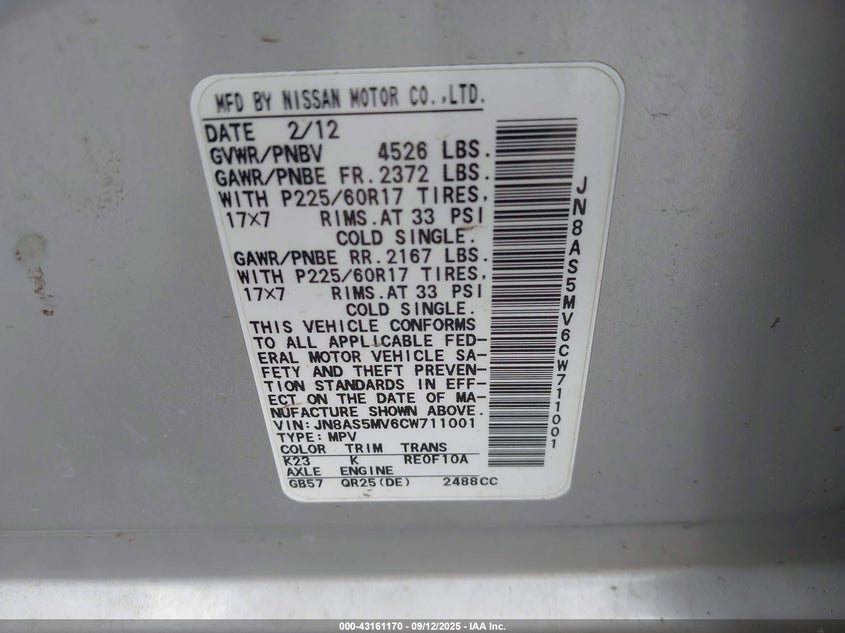 MFD BY NISSAN MOTOR CO.,LTD.
DATE 2/12
GVWR/PNBV 4526 LBS.
GAWR/PNBE FR. 2372 LBS.
WITH P225/60R17 TIRES,
17X7 RIMS. AT 33 PSI
COLD SINGLE.
GAWR/PNBE RR. 2167 LBS.
WITH P225/60R17 TIRES,
17X7 RIMS. AT 33 PSI
COLD SINGLE.
THIS VEHICLE CONFORMS
TO ALL APPLICABLE FED-
ERAL MOTOR VEHICLE SA-
FETY AND THEFT PREVEN-
TION STANDARDS IN EFF-
ECT ON THE DATE OF MA-
NUFACTURE SHOWN ABOVE.
VIN: JN8AS5MV6CW711001
TYPE: MPV
COLOR TRIM TRANS
K23 K RE0F10A
AXLE ENGINE
GB57 QR25(DE) 2488CC
JN8AS5MV6CW711001
000-43161170 - 09/12/2025 - IAA Inc.